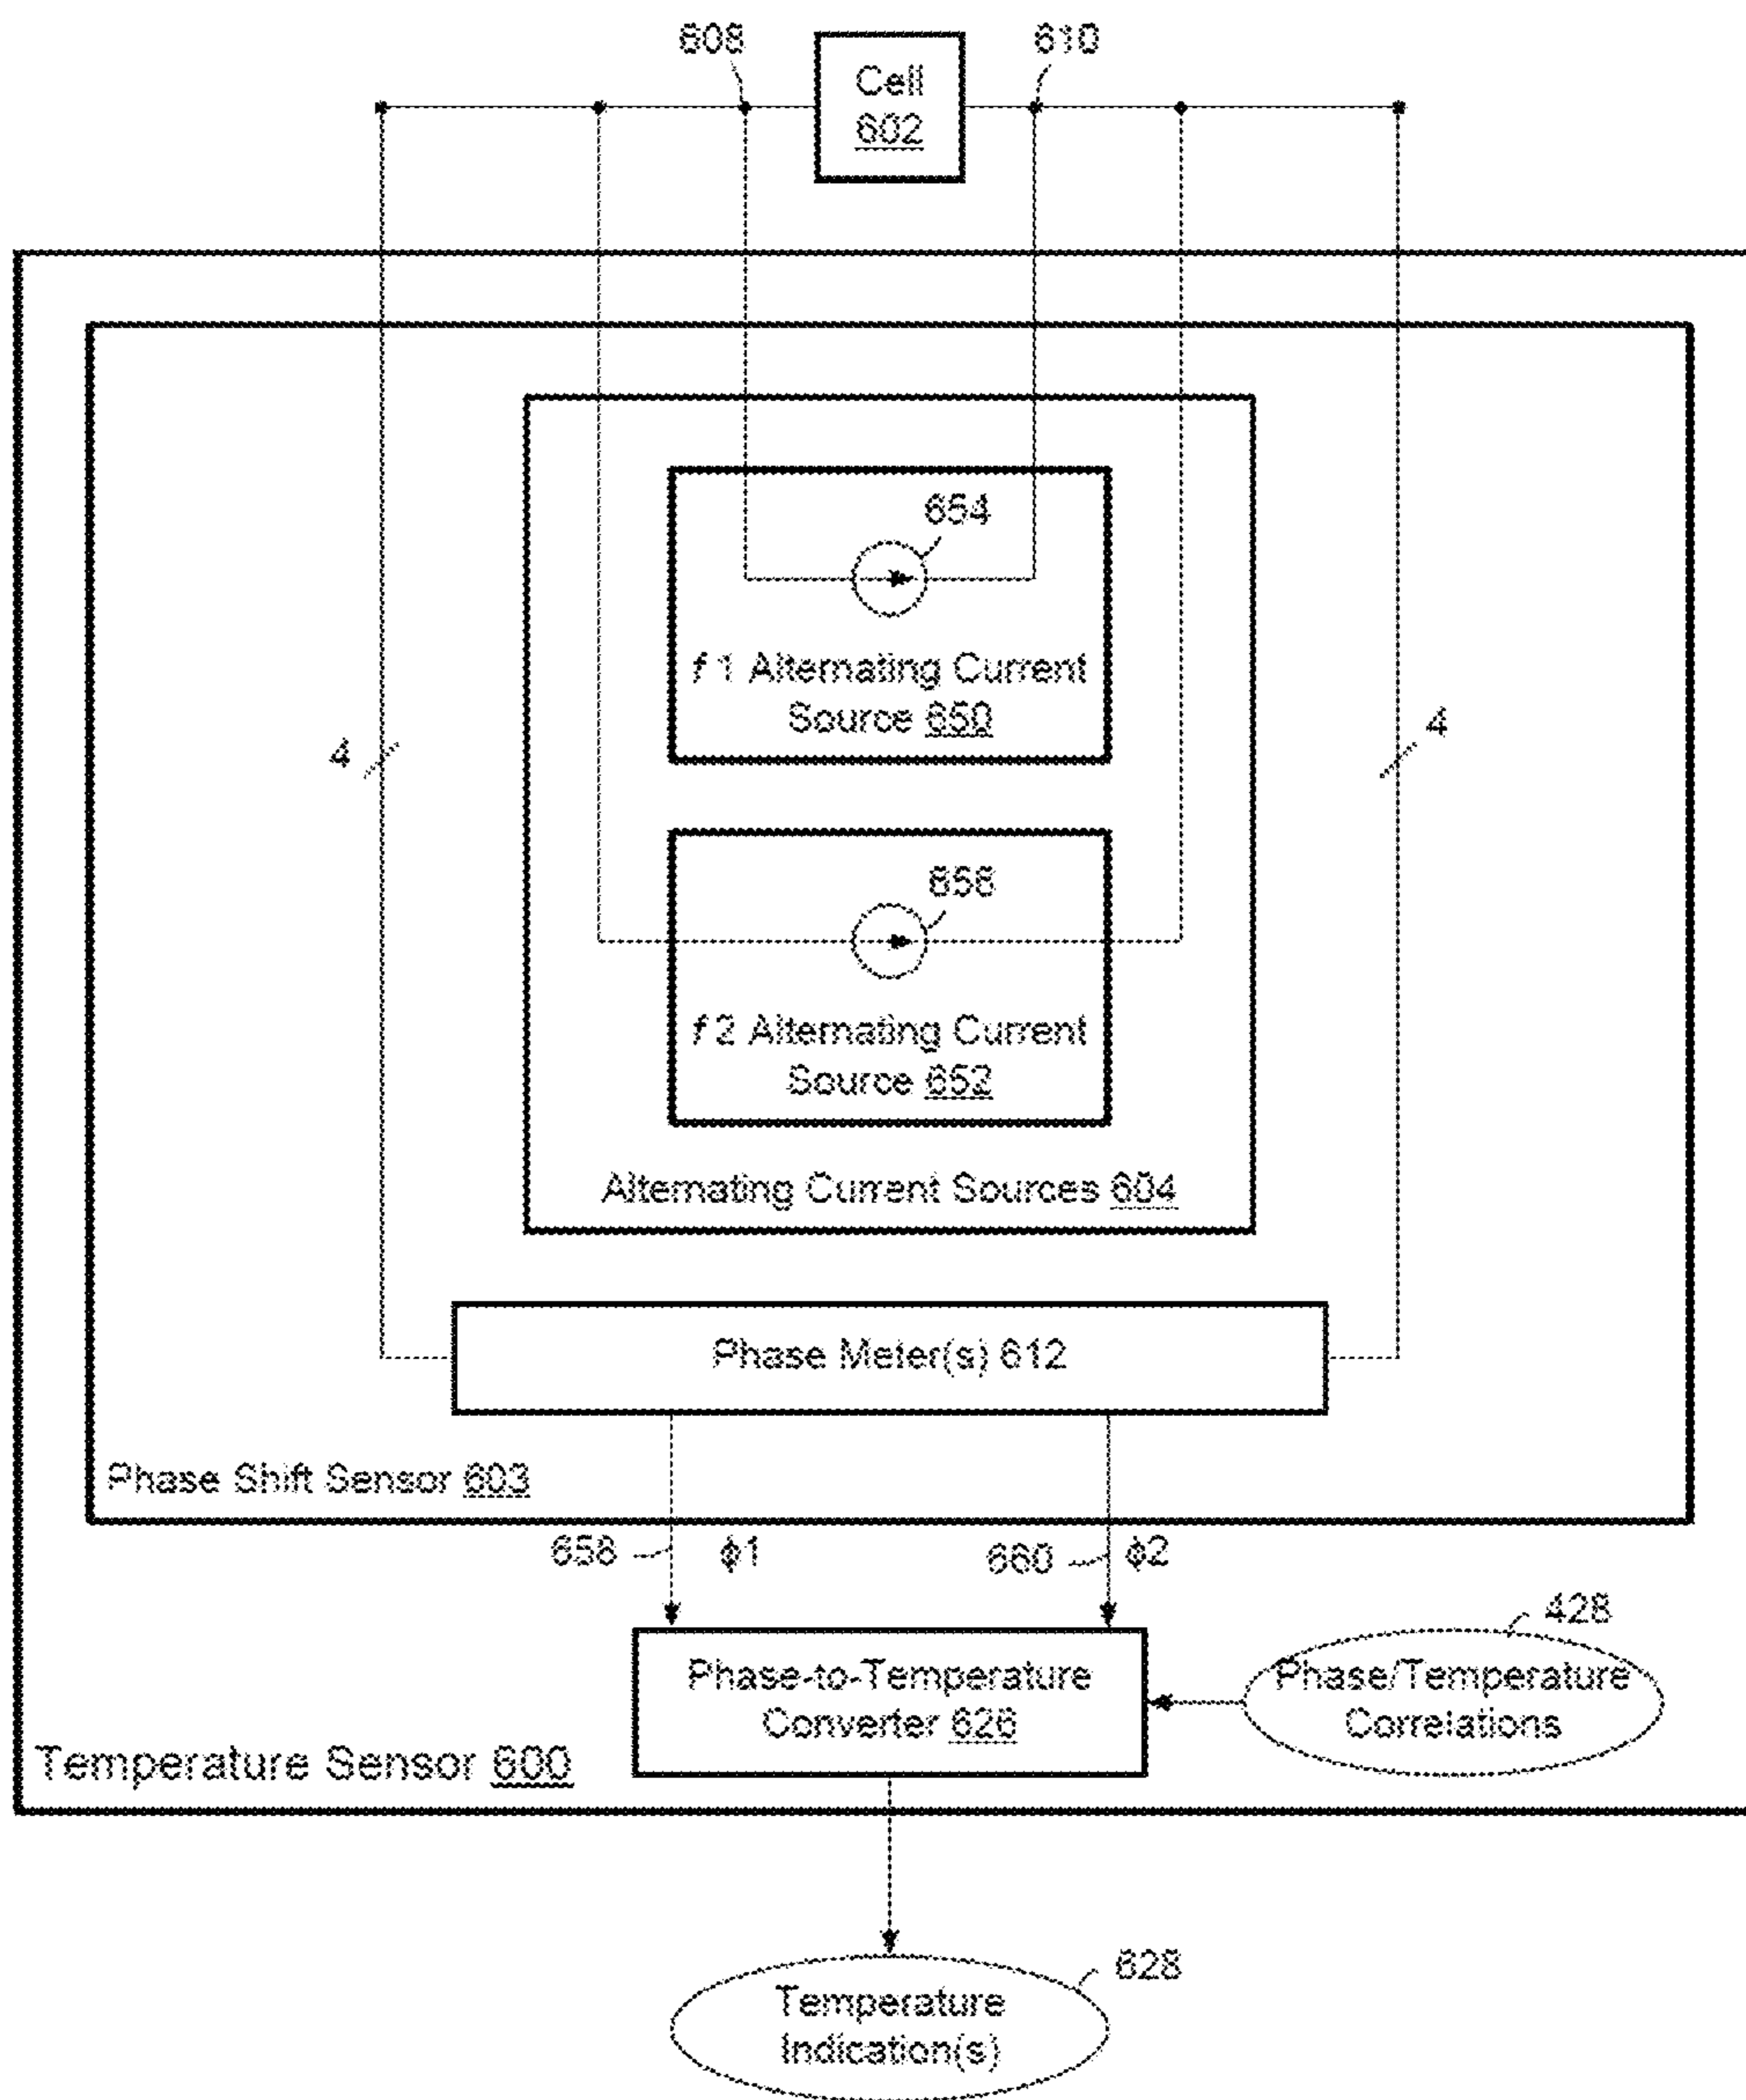 608
610
Cell
602
654
f1 Alternating Current
Source 650
4
4
656
f2 Alternating Current
Source 652
Alternating Current Sources 604
Phase Meter(s) 612
Phase Shift Sensor 603
658
ϕ1
660
ϕ2
428
Phase-to-Temperature
Converter 626
Phase/Temperature
Correlations
Temperature Sensor 600
628
Temperature
Indication(s)